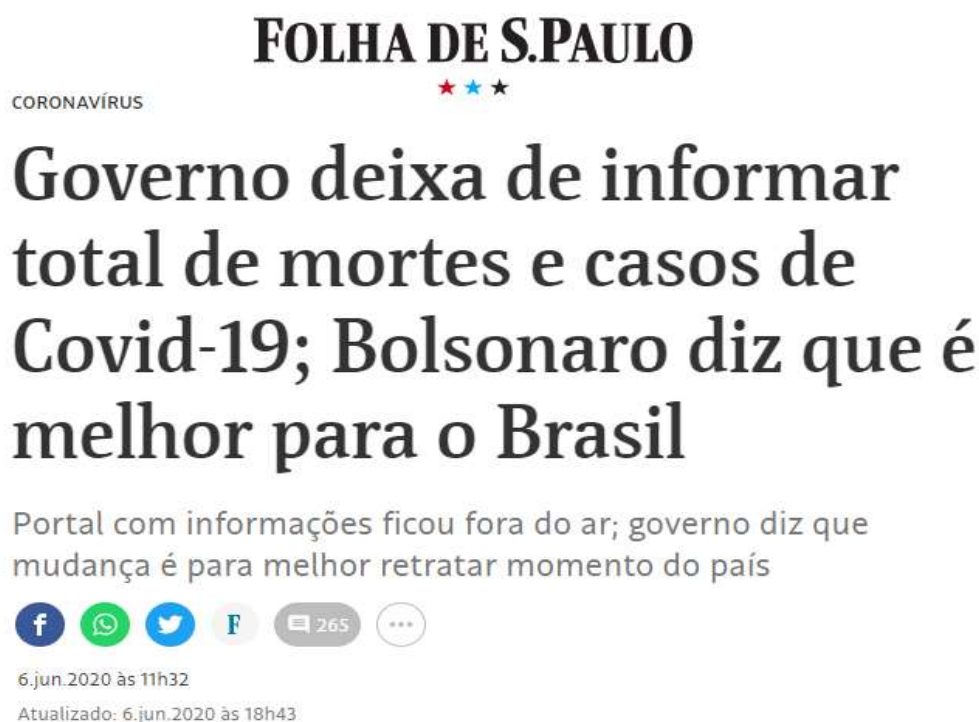 FOLHA DE S.PAULO
CORONAVÍRUS
Governo deixa de informar
total de mortes e casos de
Covid-19; Bolsonaro diz que é
melhor para o Brasil
Portal com informações ficou fora do ar; governo diz que
mudança é para melhor retratar momento do país
f F 265
6.jun.2020 às 11h32
Atualizado: 6.jun.2020 às 18h43